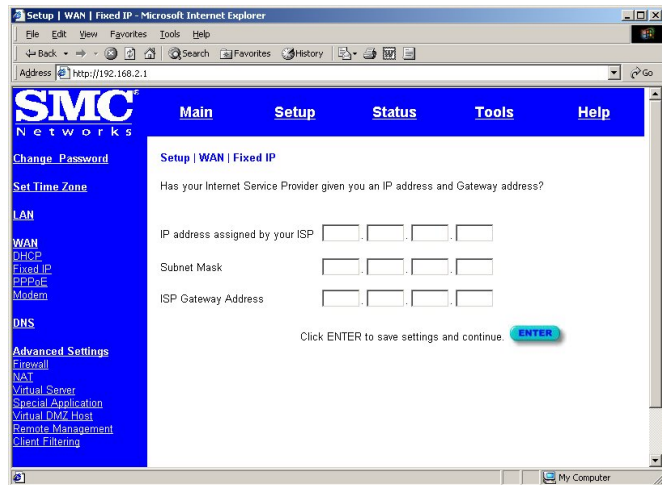 Setup | WAN | Fixed IP - Microsoft Internet Explorer
File Edit View Favorites Tools Help
Back Search Favorites History
Address http://192.168.2.1 Go
SMC®
Networks
Main Setup Status Tools Help
Change Password
Set Time Zone
LAN
WAN
DHCP
Fixed IP
PPPoE
Modem
DNS
Advanced Settings
Firewall
NAT
Virtual Server
Special Application
Virtual DMZ Host
Remote Management
Client Filtering
Setup | WAN | Fixed IP
Has your Internet Service Provider given you an IP address and Gateway address?
IP address assigned by your ISP . . .
Subnet Mask . . .
ISP Gateway Address . . .
Click ENTER to save settings and continue. ENTER
My Computer